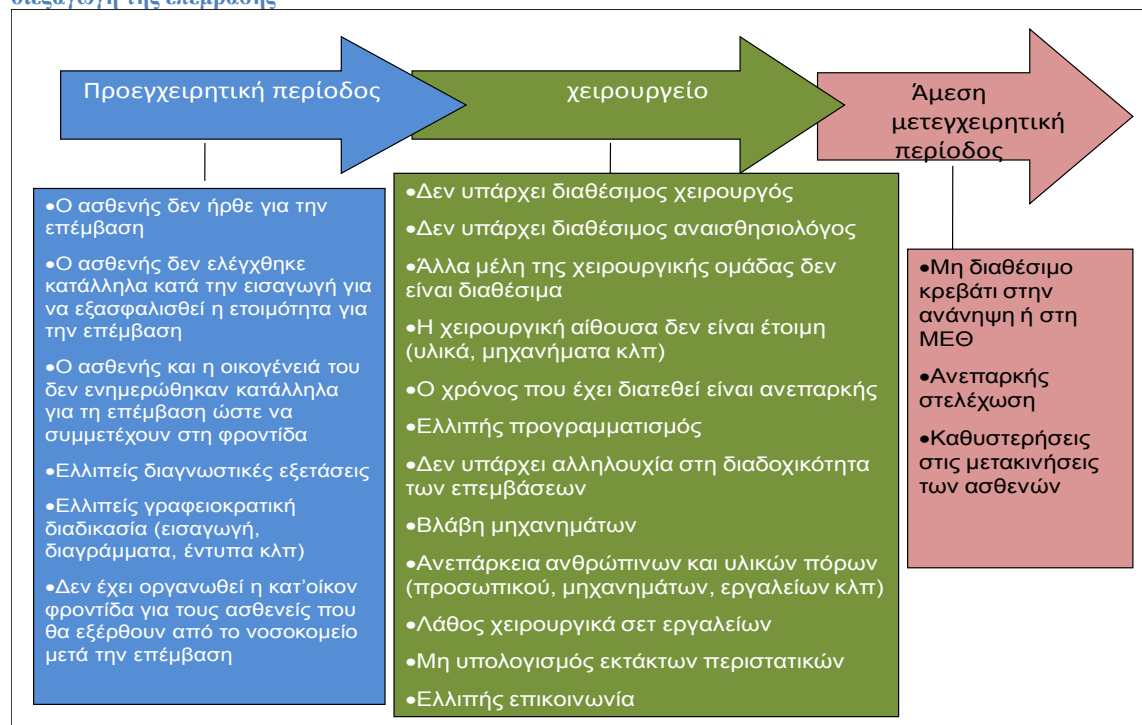 διεξαγωγή της επέμβασης
Προεγχειρητική περίοδος
χειρουργείο
Άμεση
μετεγχειρητική
περίοδος
•Ο ασθενής δεν ήρθε για την
επέμβαση
•Ο ασθενής δεν ελέγχθηκε
κατάλληλα κατά την εισαγωγή για
να εξασφαλισθεί η ετοιμότητα για
την επέμβαση
•Ο ασθενής και η οικογένειά του
δεν ενημερώθηκαν κατάλληλα
για τη επέμβαση ώστε να
συμμετέχουν στη φροντίδα
•Ελλιπείς διαγνωστικές εξετάσεις
•Ελλιπείς γραφειοκρατική
διαδικασία (εισαγωγή,
διαγράμματα, έντυπα κλπ)
•Δεν έχει οργανωθεί η κατ’οίκον
φροντίδα για τους ασθενείς που
θα εξέρθουν από το νοσοκομείο
μετά την επέμβαση
•Δεν υπάρχει διαθέσιμος χειρουργός
•Δεν υπάρχει διαθέσιμος αναισθησιολόγος
•Άλλα μέλη της χειρουργικής ομάδας δεν
είναι διαθέσιμα
•Η χειρουργική αίθουσα δεν είναι έτοιμη
(υλικά, μηχανήματα κλπ)
•Ο χρόνος που έχει διατεθεί είναι ανεπαρκής
•Ελλιπής προγραμματισμός
•Δεν υπάρχει αλληλουχία στη διαδοχικότητα
των επεμβάσεων
•Βλάβη μηχανημάτων
•Ανεπάρκεια ανθρώπινων και υλικών πόρων
(προσωπικού, μηχανημάτων, εργαλείων κλπ)
•Λάθος χειρουργικά σετ εργαλείων
•Μη υπολογισμός εκτάκτων περιστατικών
•Ελλιπής επικοινωνία
•Μη διαθέσιμο
κρεβάτι στην
ανάνηψη ή στη
ΜΕΘ
•Ανεπαρκής
στελέχωση
•Καθυστερήσεις
στις μετακινήσεις
των ασθενών